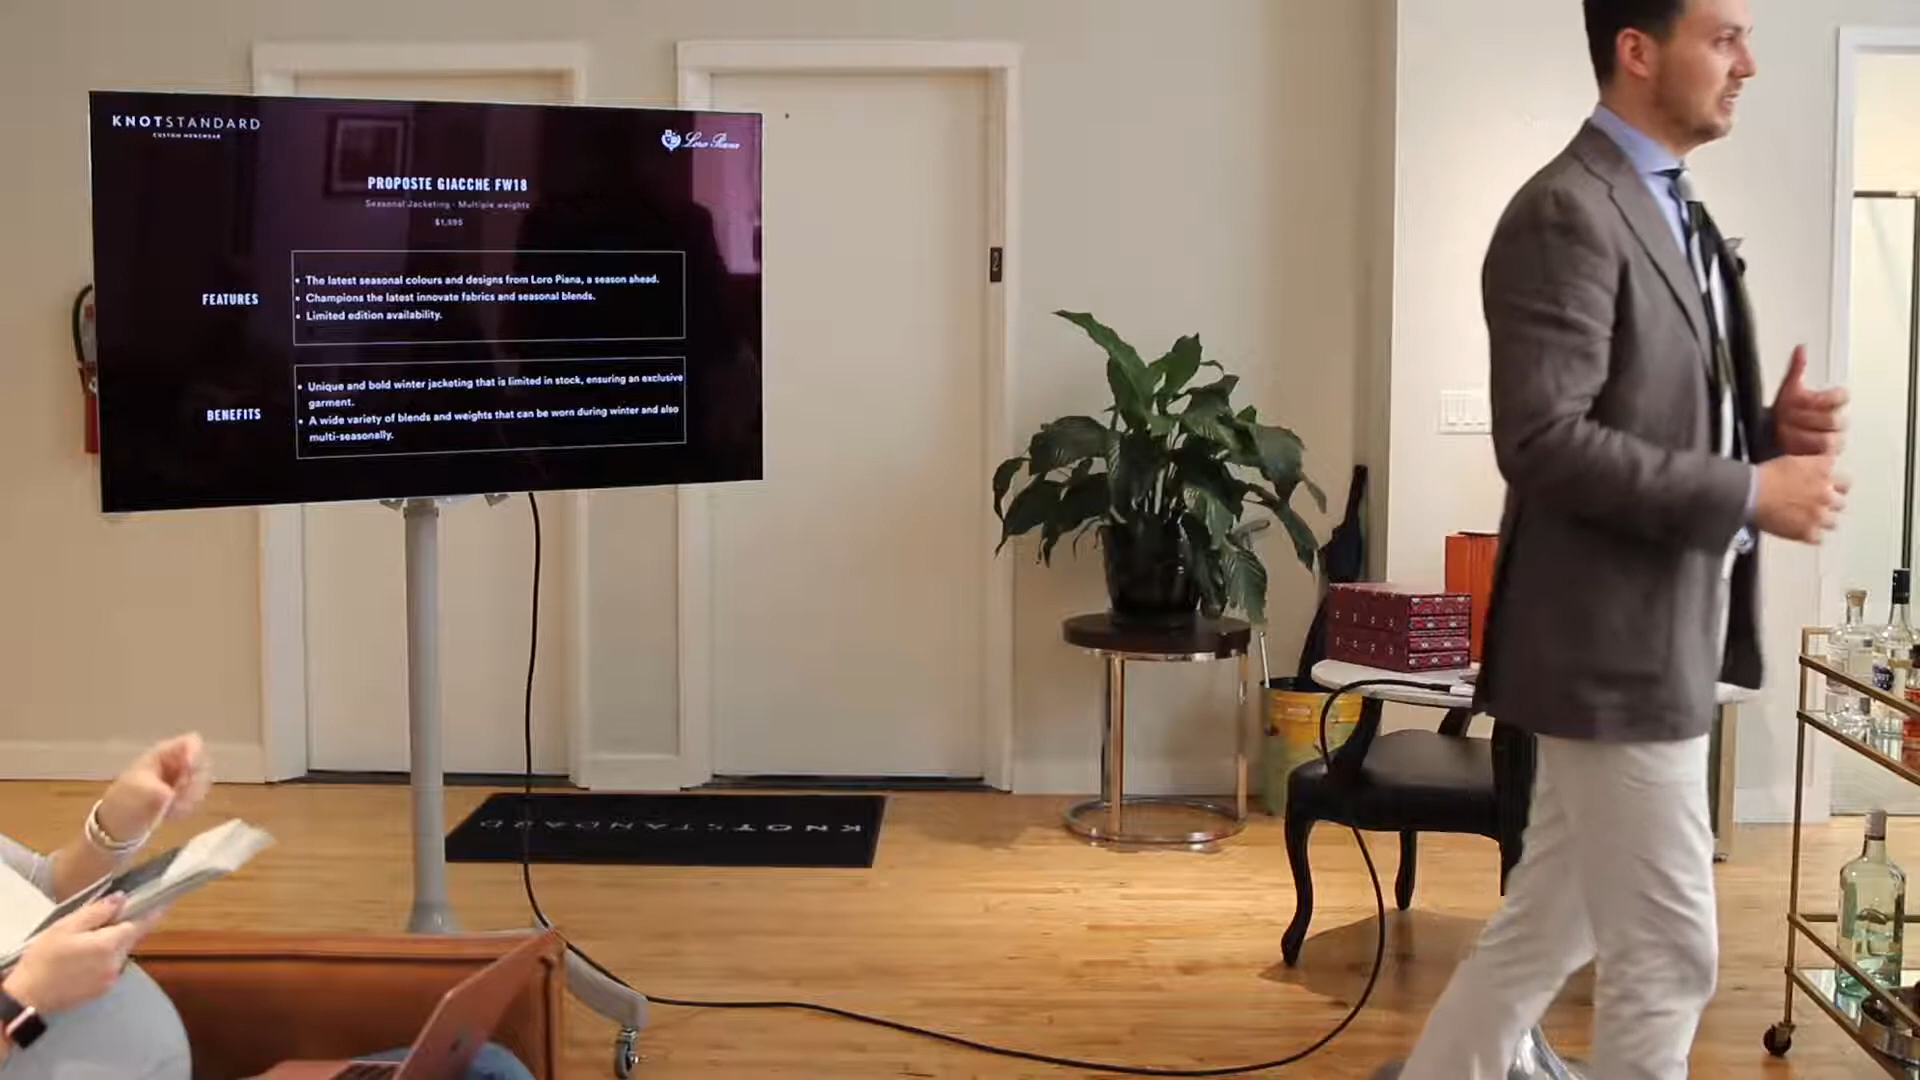 KNOTSTANDARD
CUSTOM MENSWEAR
Loro Piana
PROPOSTE GIACCHE FW18
Seasonal Jacketing - Multiple weights
FEATURES
• The latest seasonal colours and designs from Loro Piana, a season ahead.
• Champions the latest innovate fabrics and seasonal blends.
• Limited edition availability.
BENEFITS
• Unique and bold winter jacketing that is limited in stock, ensuring an exclusive
garment.
• A wide variety of blends and weights that can be worn during winter and also
multi-seasonally.
2
KNOTSTANDARD